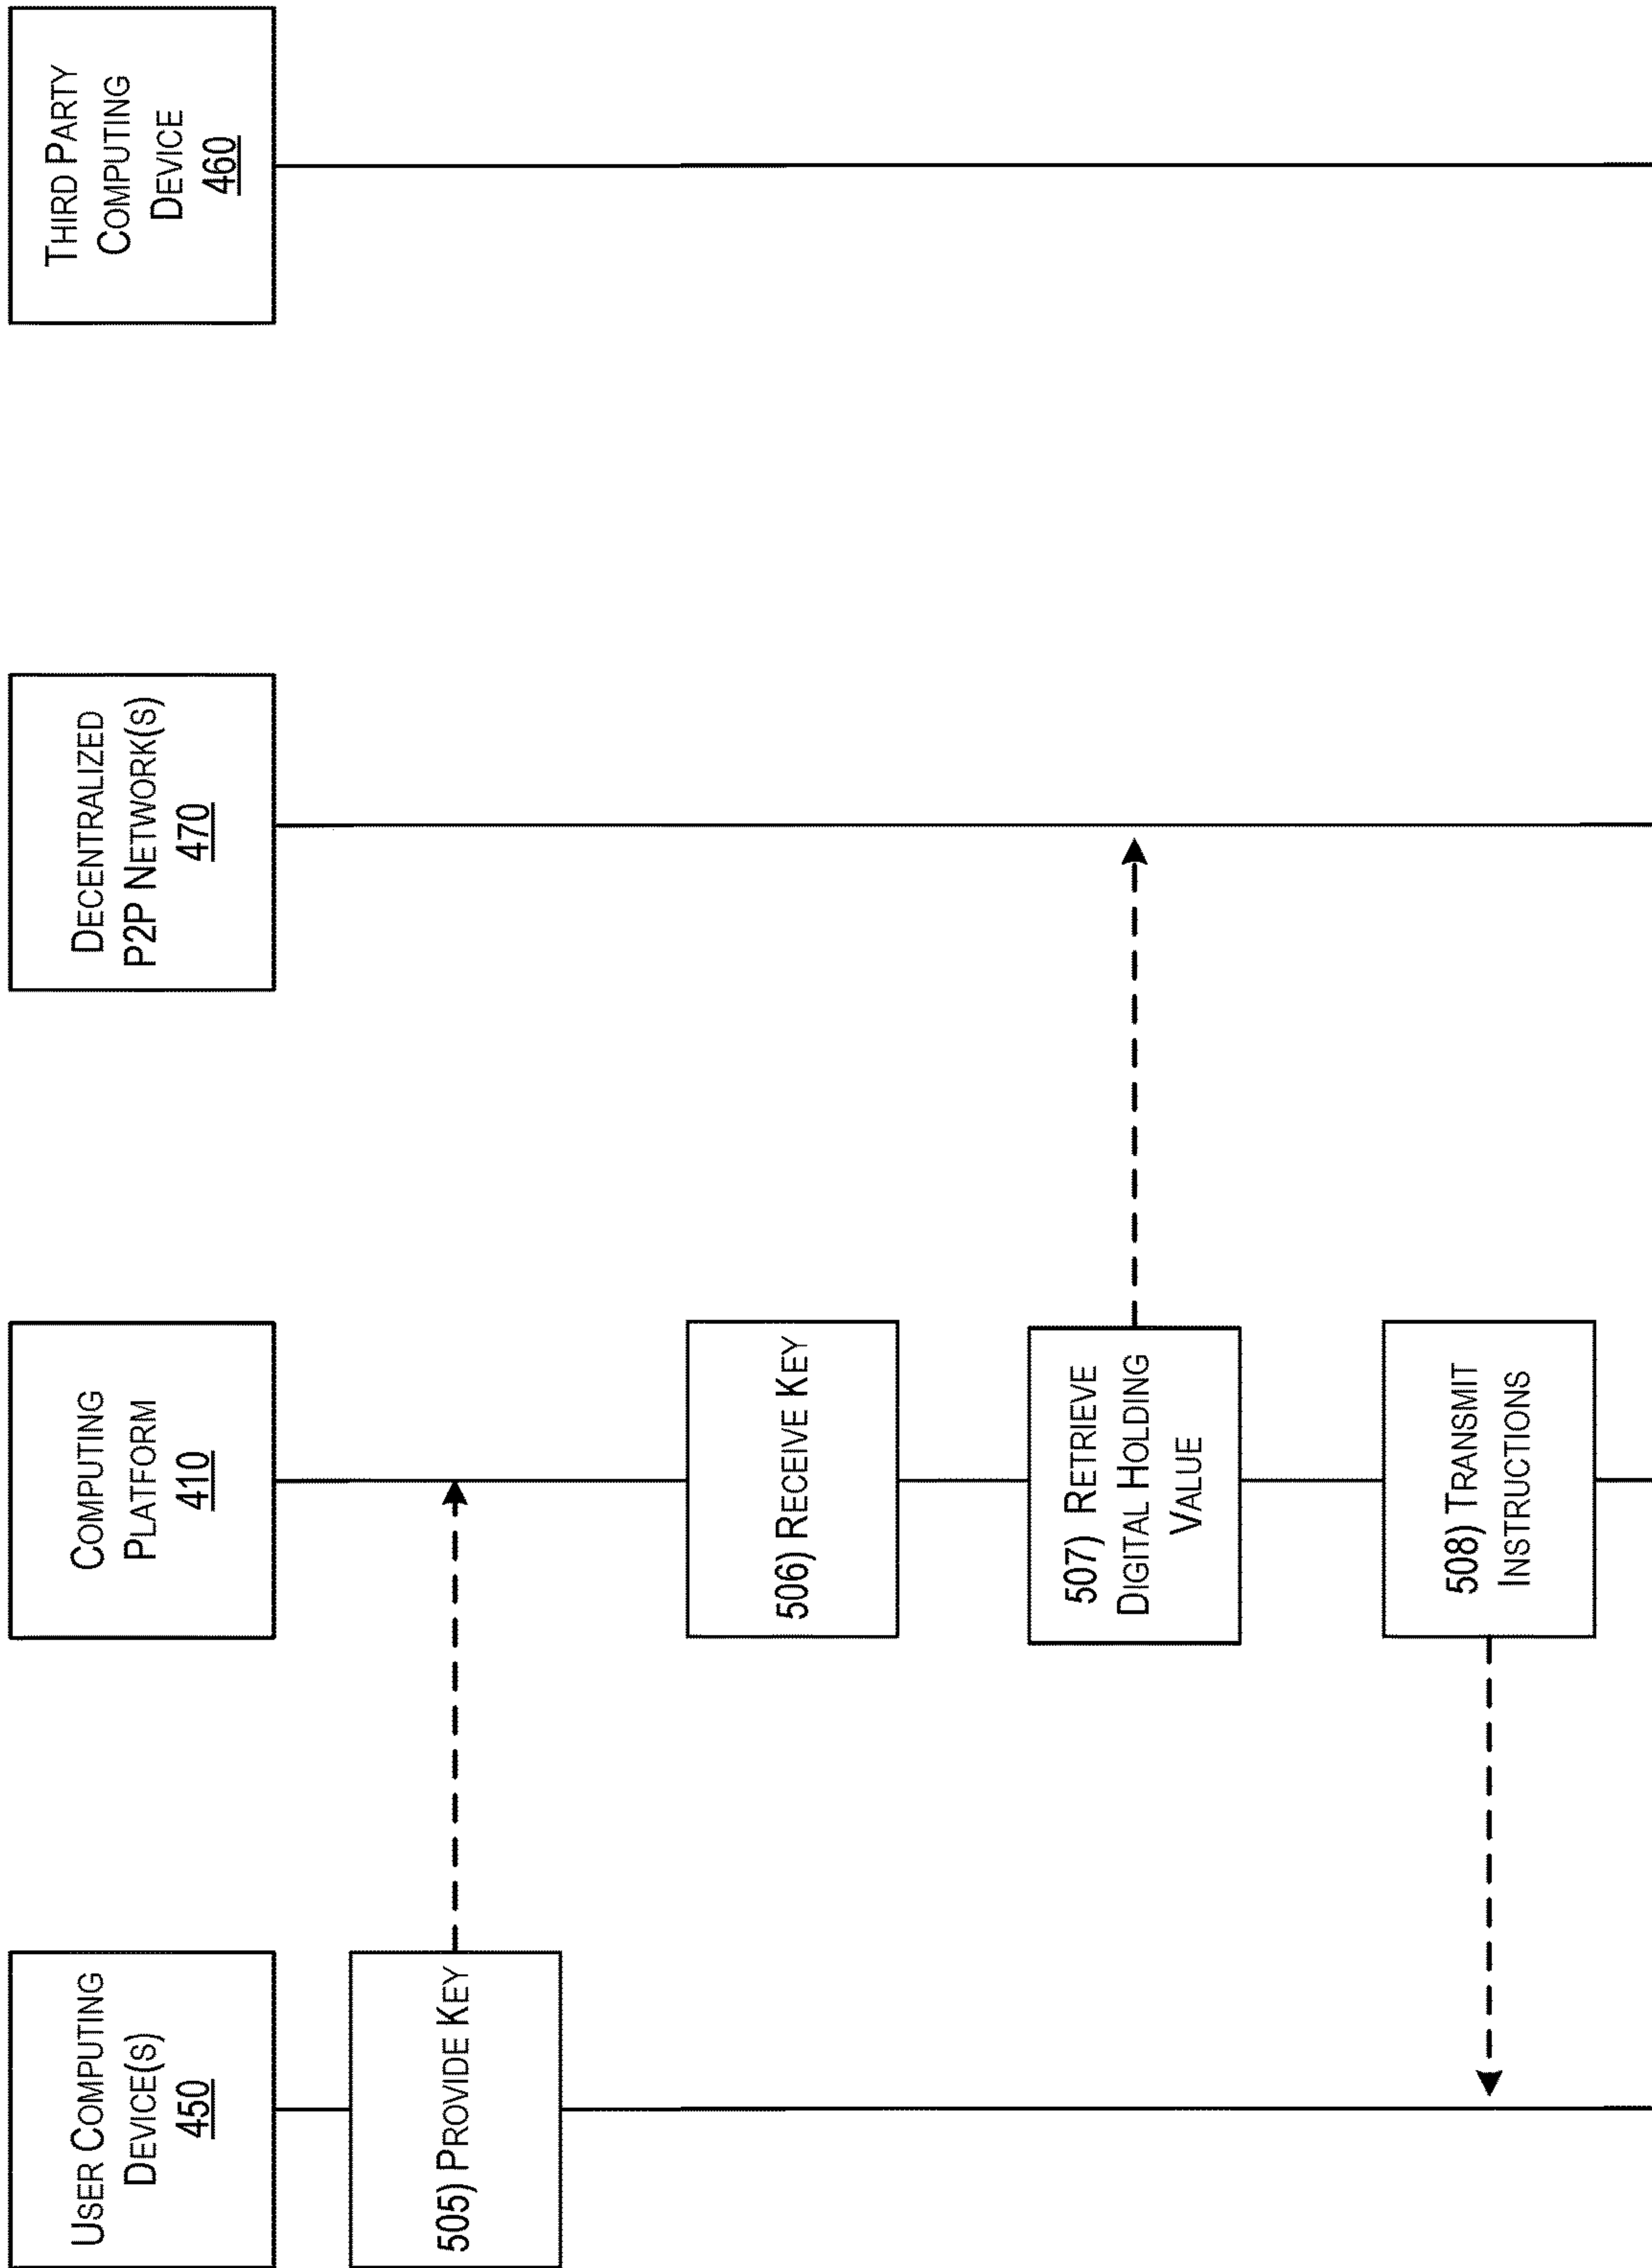 USER COMPUTING
DEVICE(S)
450
COMPUTING
PLATFORM
410
DECENTRALIZED
P2P NETWORK(S)
470
THIRD PARTY
COMPUTING
DEVICE
460
505) PROVIDE KEY
506) RECEIVE KEY
507) RETRIEVE
DIGITAL HOLDING
VALUE
508) TRANSMIT
INSTRUCTIONS